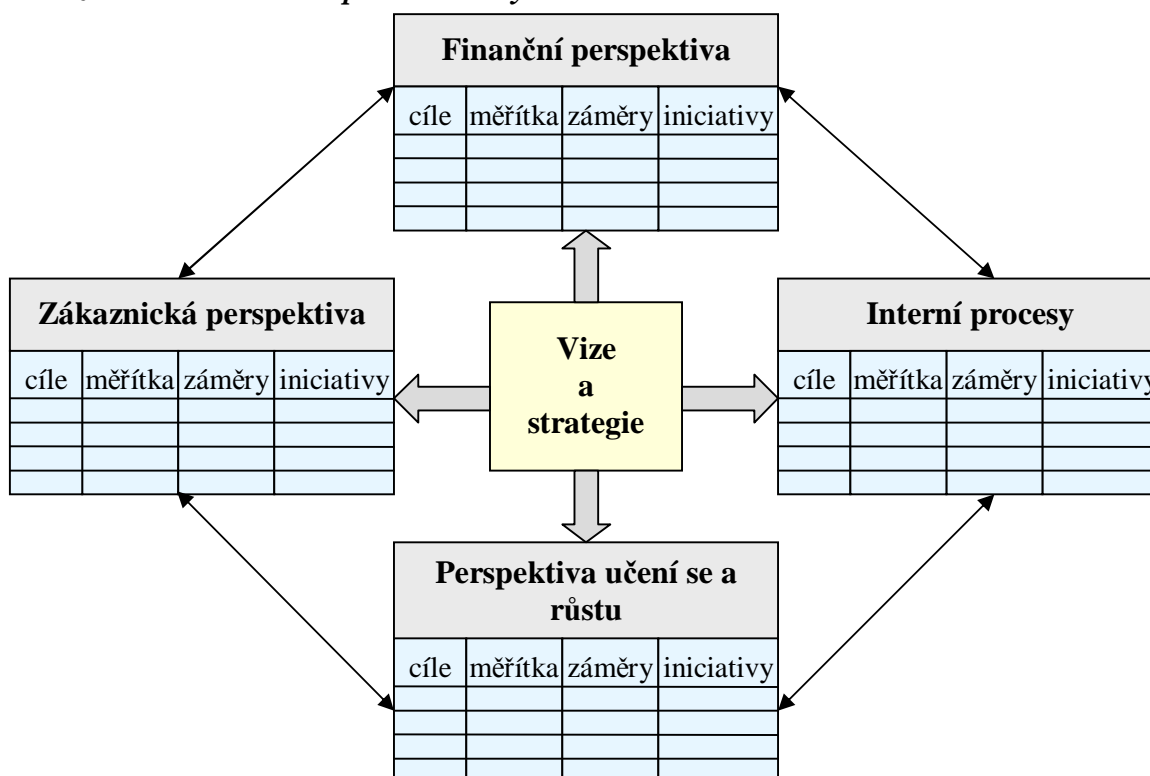 Finanční perspektiva
cíle měřítka záměry iniciativy
Zákaznická perspektiva
cíle měřítka záměry iniciativy
Vize
a
strategie
Interní procesy
cíle měřítka záměry iniciativy
Perspektiva učení se a
růstu
cíle měřítka záměry iniciativy